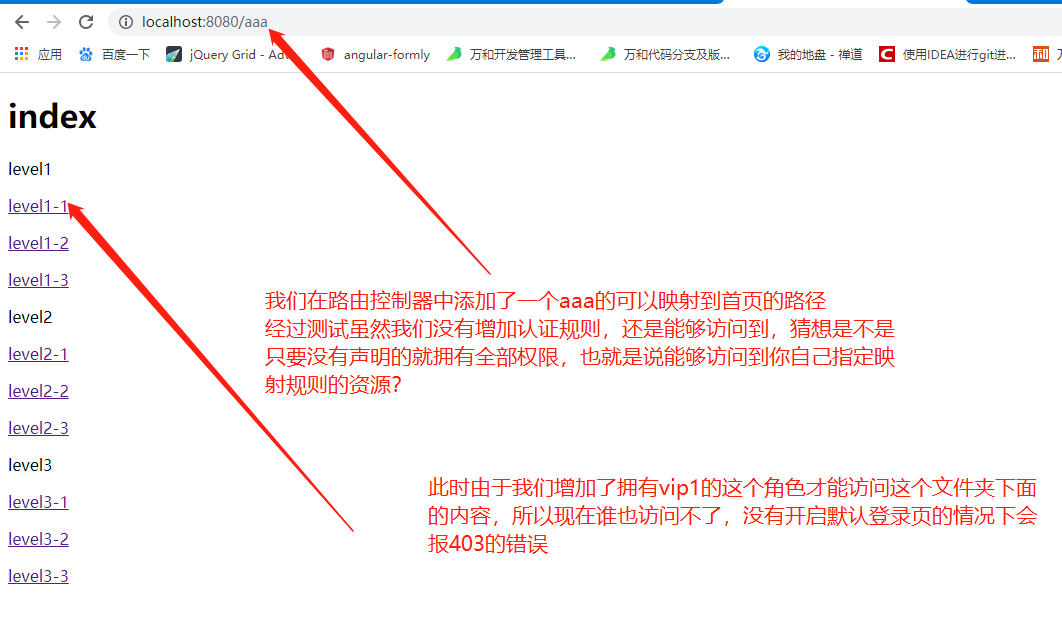 localhost:8080/aaa
应用 百度一下 jQuery Grid - Adv angular-formly 万和开发管理工具... 万和代码分支及版... 我的地盘 - 禅道 使用IDEA进行git进...
index
level1
level1-1
level1-2
level1-3
level2
level2-1
level2-2
level2-3
level3
level3-1
level3-2
level3-3
我们在路由控制器中添加了一个aaa的可以映射到首页的路径
经过测试虽然我们没有增加认证规则，还是能够访问到，猜想是不是
只要没有声明的就拥有全部权限，也就是说能够访问到你自己指定映
射规则的资源？
此时由于我们增加了拥有vip1的这个角色才能访问这个文件夹下面
的内容，所以现在谁也访问不了，没有开启默认登录页的情况下会
报403的错误